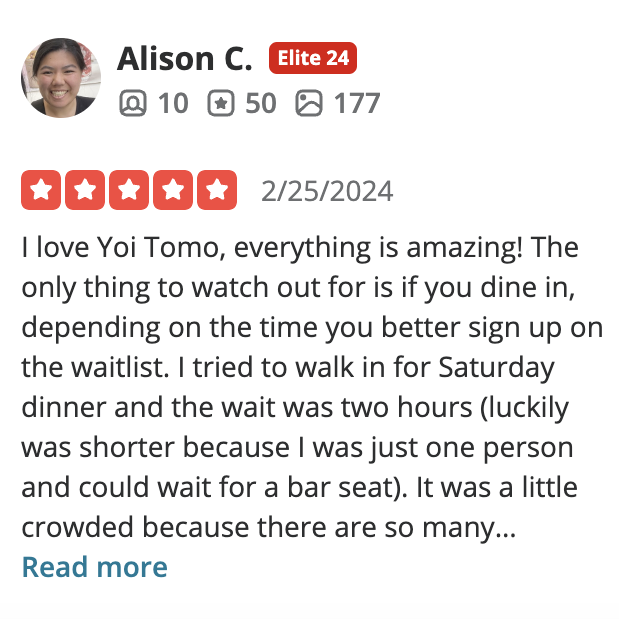 Alison C. Elite 24
10 50 177
2/25/2024
I love Yoi Tomo, everything is amazing! The
only thing to watch out for is if you dine in,
depending on the time you better sign up on
the waitlist. I tried to walk in for Saturday
dinner and the wait was two hours (luckily
was shorter because I was just one person
and could wait for a bar seat). It was a little
crowded because there are so many...
Read more